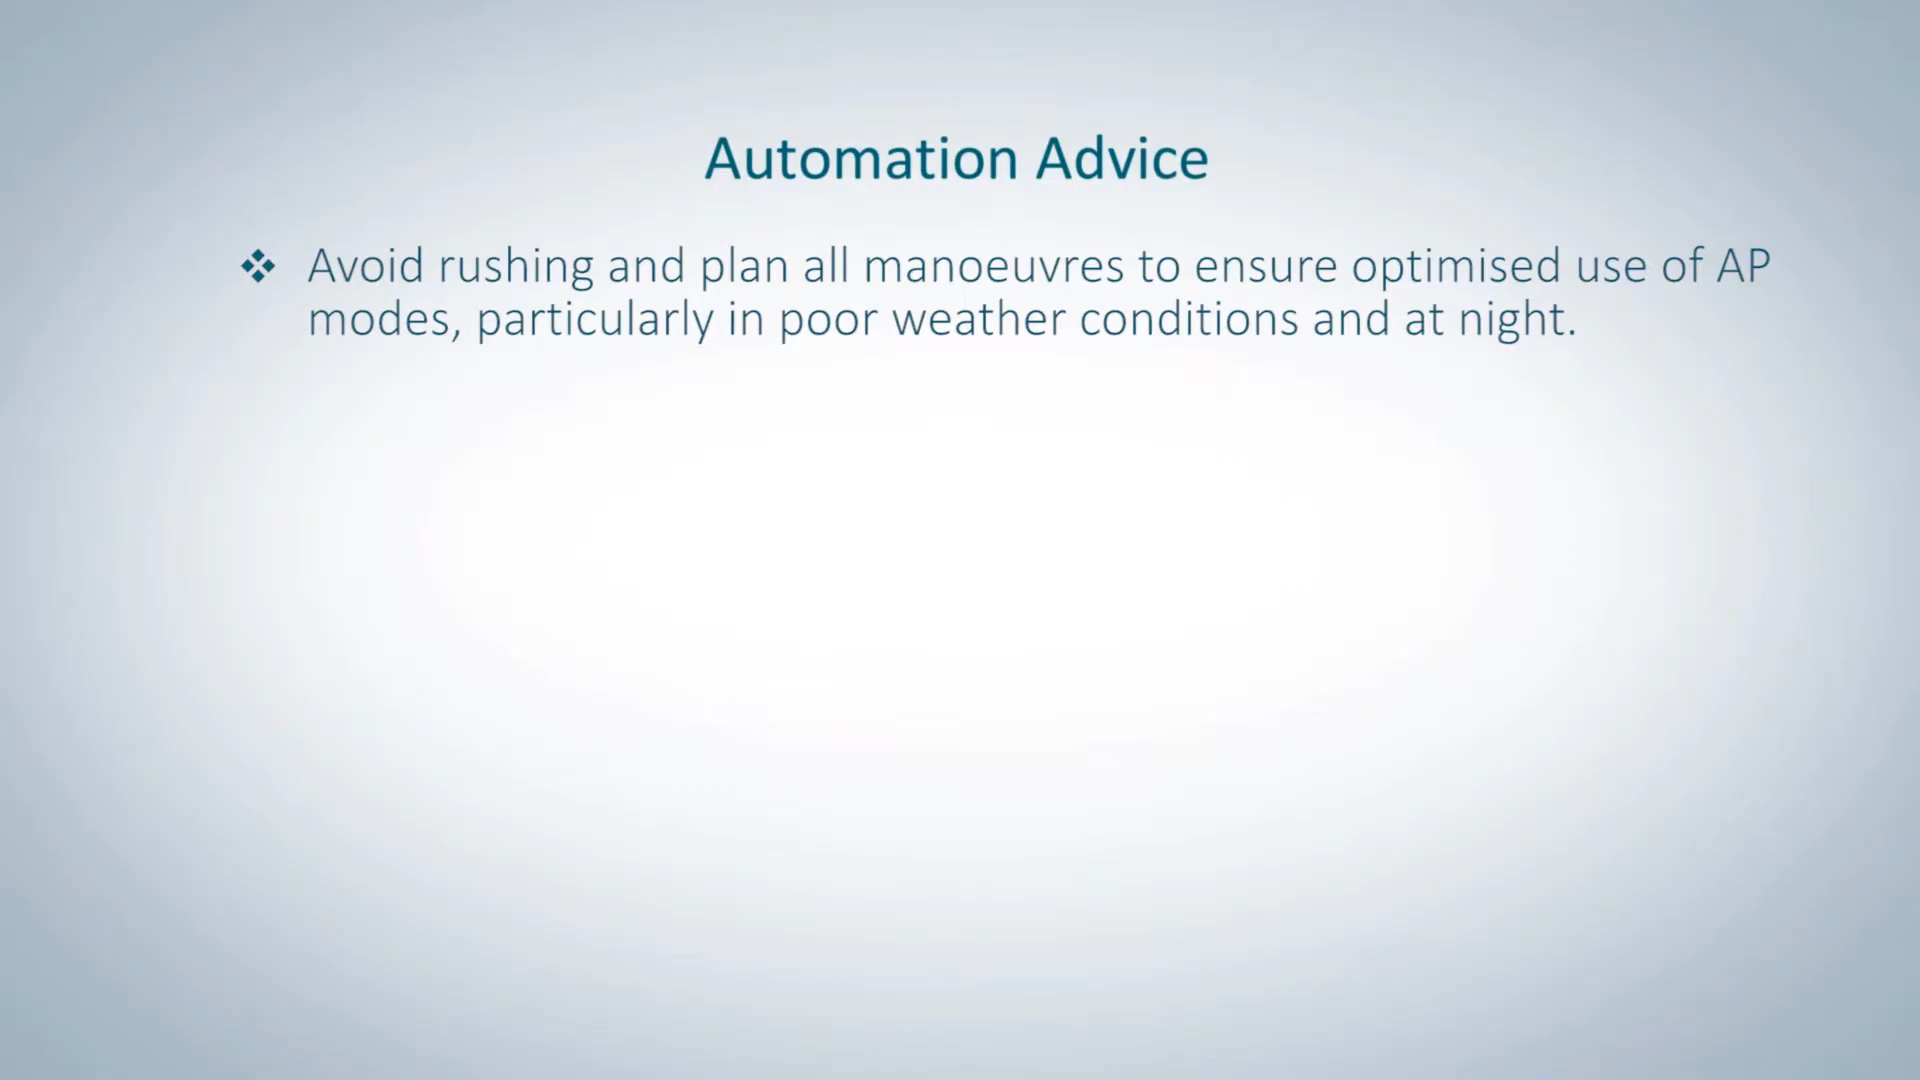 Automation Advice
❖ Avoid rushing and plan all manoeuvres to ensure optimised use of AP
modes, particularly in poor weather conditions and at night.